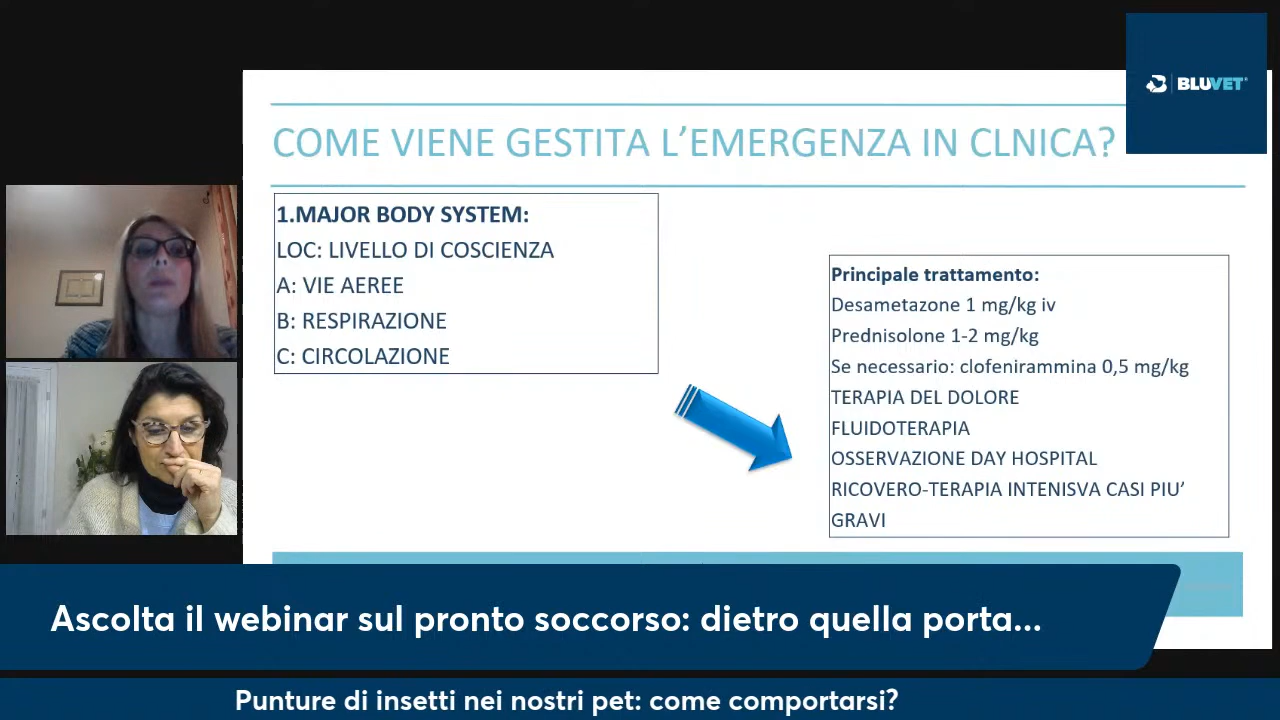 BLUVET
COME VIENE GESTITA L’EMERGENZA IN CLNICA?
1.MAJOR BODY SYSTEM:
LOC: LIVELLO DI COSCIENZA
A: VIE AEREE
B: RESPIRAZIONE
C: CIRCOLAZIONE
Principale trattamento:
Desametazone 1 mg/kg iv
Prednisolone 1-2 mg/kg
Se necessario: clofenirammina 0,5 mg/kg
TERAPIA DEL DOLORE
FLUIDOTERAPIA
OSSERVAZIONE DAY HOSPITAL
RICOVERO-TERAPIA INTENISVA CASI PIU’
GRAVI
Ascolta il webinar sul pronto soccorso: dietro quella porta...
Punture di insetti nei nostri pet: come comportarsi?